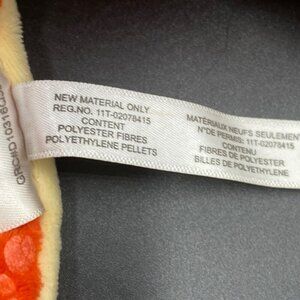 NEW MATERIAL ONLY
REG.NO. 11T-02078415
CONTENT
POLYESTER FIBRES
POLYETHYLENE PELLETS
MATÉRIAUX NEUFS SEULEMENT
N°DE PERMIS: 11T-02078415
CONTENU
FIBRES DE POLYESTER
BILLES DE POLYETHYLENE